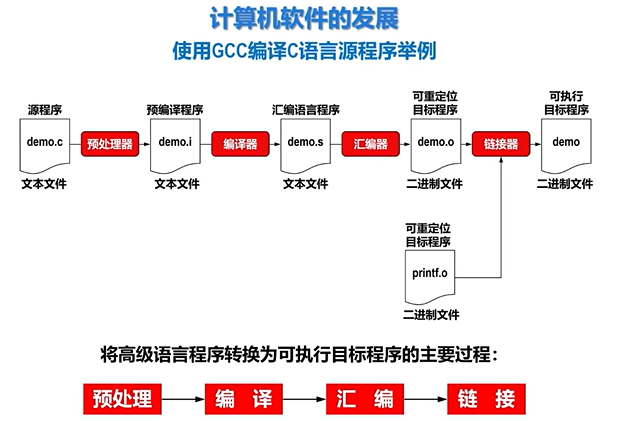 计算机软件的发展
使用GCC编译C语言源程序举例
源程序
预编译程序
汇编语言程序
可重定位
目标程序
可执行
目标程序
demo.c
预处理器
demo.i
编译器
demo.s
汇编器
demo.o
链接器
demo
文本文件
文本文件
文本文件
二进制文件
二进制文件
可重定位
目标程序
printf.o
二进制文件
将高级语言程序转换为可执行目标程序的主要过程：
预处理
编 译
汇 编
链 接